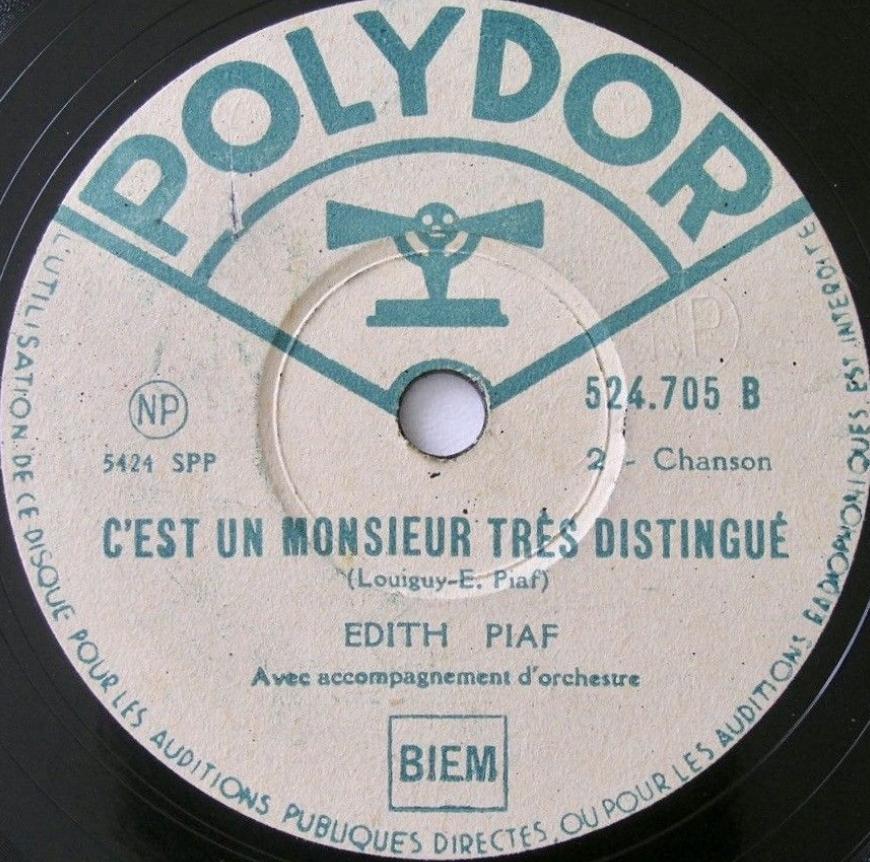 POLYDOR
NP
NP
524.705 B
5424 SPP
2 - Chanson
C'EST UN MONSIEUR TRÈS DISTINGUÉ
(Louiguy-E. Piaf)
EDITH PIAF
Avec accompagnement d'orchestre
BIEM
L'UTILISATION DE CE DISQUE POUR LES AUDITIONS PUBLIQUES DIRECTES, OU POUR LES AUDITIONS RADIOPHONIQUES EST INTERDITE